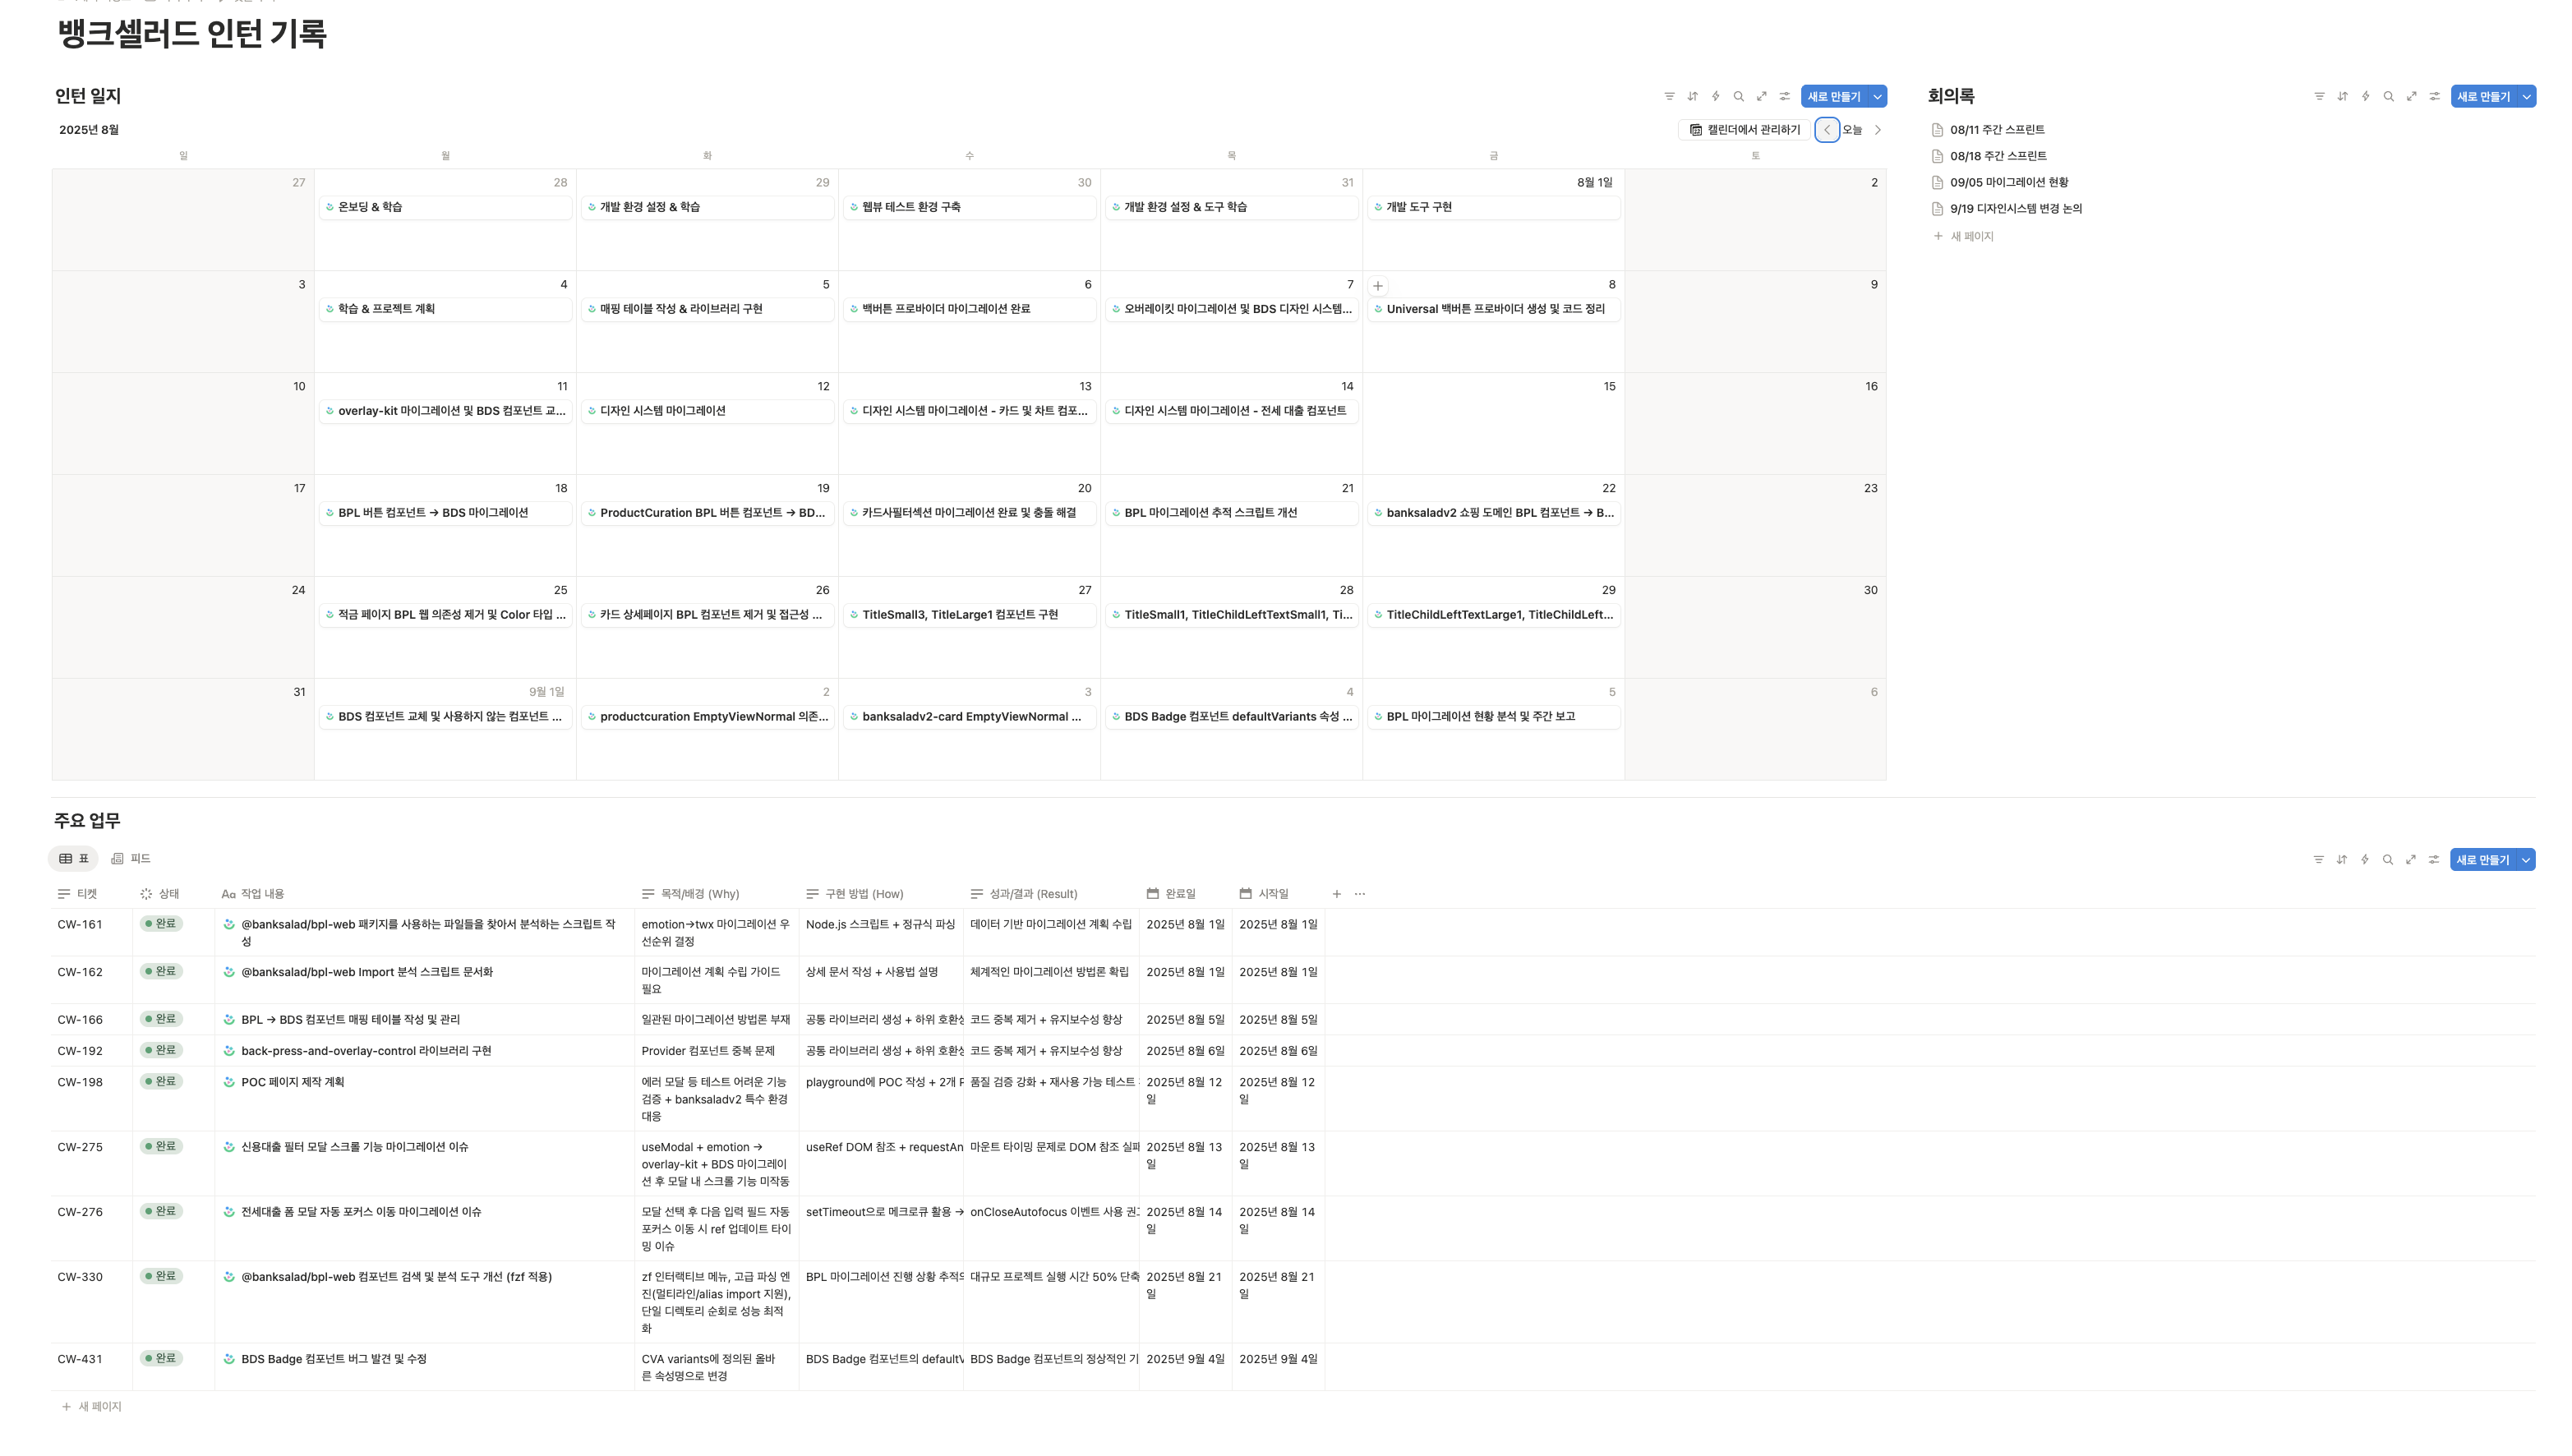 뱅크셀러드 인턴 기록
인턴 일지
새로 만들기
2025년 8월
캘린더에서 관리하기
오늘
일 월 화 수 목 금 토
27 28 29 30 31 8월 1일 2
온보딩 & 학습
개발 환경 설정 & 학습
웹뷰 테스트 환경 구축
개발 환경 설정 & 도구 학습
개발 도구 구현
3 4 5 6 7 8 9
학습 & 프로젝트 계획
매핑 테이블 작성 & 라이브러리 구현
백버튼 프로바이더 마이그레이션 완료
오버레이킷 마이그레이션 및 BDS 디자인 시스템...
Universal 백버튼 프로바이더 생성 및 코드 정리
10 11 12 13 14 15 16
overlay-kit 마이그레이션 및 BDS 컴포넌트 교...
디자인 시스템 마이그레이션
디자인 시스템 마이그레이션 - 카드 및 차트 컴포...
디자인 시스템 마이그레이션 - 전세 대출 컴포넌트
17 18 19 20 21 22 23
BPL 버튼 컴포넌트 → BDS 마이그레이션
ProductCuration BPL 버튼 컴포넌트 → BD...
카드사필터섹션 마이그레이션 완료 및 충돌 해결
BPL 마이그레이션 추적 스크립트 개선
banksaladv2 쇼핑 도메인 BPL 컴포넌트 → B...
24 25 26 27 28 29 30
적금 페이지 BPL 웹 의존성 제거 및 Color 타입 ...
카드 상세페이지 BPL 컴포넌트 제거 및 접근성 ...
TitleSmall3, TitleLarge1 컴포넌트 구현
TitleSmall1, TitleChildLeftTextSmall1, Ti...
TitleChildLeftTextLarge1, TitleChildLeft...
31 9월 1일 2 3 4 5 6
BDS 컴포넌트 교체 및 사용하지 않는 컴포넌트 ...
productcuration EmptyViewNormal 의존...
banksaladv2-card EmptyViewNormal ...
BDS Badge 컴포넌트 defaultVariants 속성 ...
BPL 마이그레이션 현황 분석 및 주간 보고
회의록
새로 만들기
08/11 주간 스프린트
08/18 주간 스프린트
09/05 마이그레이션 현황
9/19 디자인시스템 변경 논의
새 페이지
주요 업무
표 피드
새로 만들기
티켓 상태 Aa 작업 내용 목적/배경 (Why) 구현 방법 (How) 성과/결과 (Result) 완료일 시작일
CW-161 완료 @banksalad/bpl-web 패키지를 사용하는 파일들을 찾아서 분석하는 스크립트 작
성
emotion→twx 마이그레이션 우
선순위 결정
Node.js 스크립트 + 정규식 파싱
데이터 기반 마이그레이션 계획 수립
2025년 8월 1일 2025년 8월 1일
CW-162 완료 @banksalad/bpl-web Import 분석 스크립트 문서화
마이그레이션 계획 수립 가이드
필요
상세 문서 작성 + 사용법 설명
체계적인 마이그레이션 방법론 확립
2025년 8월 1일 2025년 8월 1일
CW-166 완료 BPL → BDS 컴포넌트 매핑 테이블 작성 및 관리
일관된 마이그레이션 방법론 부재
공통 라이브러리 생성 + 하위 호환성
코드 중복 제거 + 유지보수성 향상
2025년 8월 5일 2025년 8월 5일
CW-192 완료 back-press-and-overlay-control 라이브러리 구현
Provider 컴포넌트 중복 문제
공통 라이브러리 생성 + 하위 호환성
코드 중복 제거 + 유지보수성 향상
2025년 8월 6일 2025년 8월 6일
CW-198 완료 POC 페이지 제작 계획
에러 모달 등 테스트 어려운 기능
검증 + banksaladv2 특수 환경
대응
playground에 POC 작성 + 2개 P
품질 검증 강화 + 재사용 가능 테스트
2025년 8월 12
일
2025년 8월 12
일
CW-275 완료 신용대출 필터 모달 스크롤 기능 마이그레이션 이슈
useModal + emotion →
overlay-kit + BDS 마이그레이
션 후 모달 내 스크롤 기능 미작동
useRef DOM 참조 + requestAn
마운트 타이밍 문제로 DOM 참조 실패
2025년 8월 13
일
2025년 8월 13
일
CW-276 완료 전세대출 폼 모달 자동 포커스 이동 마이그레이션 이슈
모달 선택 후 다음 입력 필드 자동
포커스 이동 시 ref 업데이트 타이
밍 이슈
setTimeout으로 메크로큐 활용 →
onCloseAutofocus 이벤트 사용 권고
2025년 8월 14
일
2025년 8월 14
일
CW-330 완료 @banksalad/bpl-web 컴포넌트 검색 및 분석 도구 개선 (fzf 적용)
zf 인터랙티브 메뉴, 고급 파싱 엔
진(멀티라인/alias import 지원),
단일 디렉토리 순회로 성능 최적
화
BPL 마이그레이션 진행 상황 추적의
대규모 프로젝트 실행 시간 50% 단축
2025년 8월 21
일
2025년 8월 21
일
CW-431 완료 BDS Badge 컴포넌트 버그 발견 및 수정
CVA variants에 정의된 올바
른 속성명으로 변경
BDS Badge 컴포넌트의 defaultV
BDS Badge 컴포넌트의 정상적인 기
2025년 9월 4일 2025년 9월 4일
새 페이지